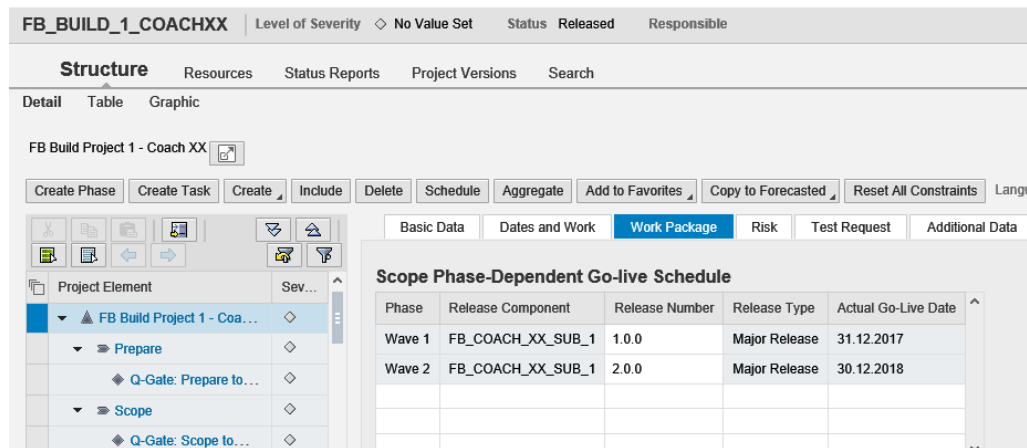 FB_BUILD_1_COACHXX Level of Severity No Value Set Status Released Responsible
Structure Resources Status Reports Project Versions Search
Detail Table Graphic
FB Build Project 1 - Coach XX
Create Phase Create Task Create Include Delete Schedule Aggregate Add to Favorites Copy to Forecasted Reset All Constraints
Basic Data Dates and Work Work Package Risk Test Request Additional Data
Scope Phase-Dependent Go-live Schedule
Project Element Sev...
Phase Release Component Release Number Release Type Actual Go-Live Date
FB Build Project 1 - Coa...
Wave 1 FB_COACH_XX_SUB_1 1.0.0 Major Release 31.12.2017
Prepare
Wave 2 FB_COACH_XX_SUB_1 2.0.0 Major Release 30.12.2018
Q-Gate: Prepare to...
Scope
Q-Gate: Scope to...